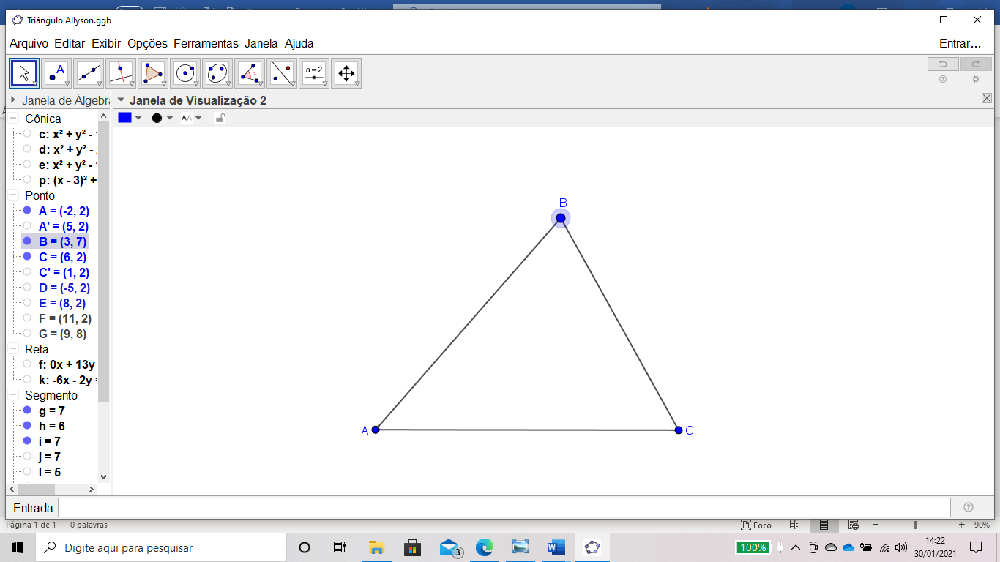 Triângulo Allyson.ggb
Arquivo Editar Exibir Opções Ferramentas Janela Ajuda
Entrar...
A
α
a=2
Janela de Álgebra
Janela de Visualização 2
AA
Cônica
c: x² + y² -
d: x² + y² -
e: x² + y² -
p: (x - 3)² +
Ponto
A = (-2, 2)
A' = (5, 2)
B = (3, 7)
C = (6, 2)
C' = (1, 2)
D = (-5, 2)
E = (8, 2)
F = (11, 2)
G = (9, 8)
Reta
f: 0x + 13y
k: -6x - 2y =
Segmento
g = 7
h = 6
i = 7
j = 7
l = 5
B
A
C
Entrada:
Página 1 de 1 0 palavras
Foco
90%
Digite aqui para pesquisar
3
100%
14:22
30/01/2021